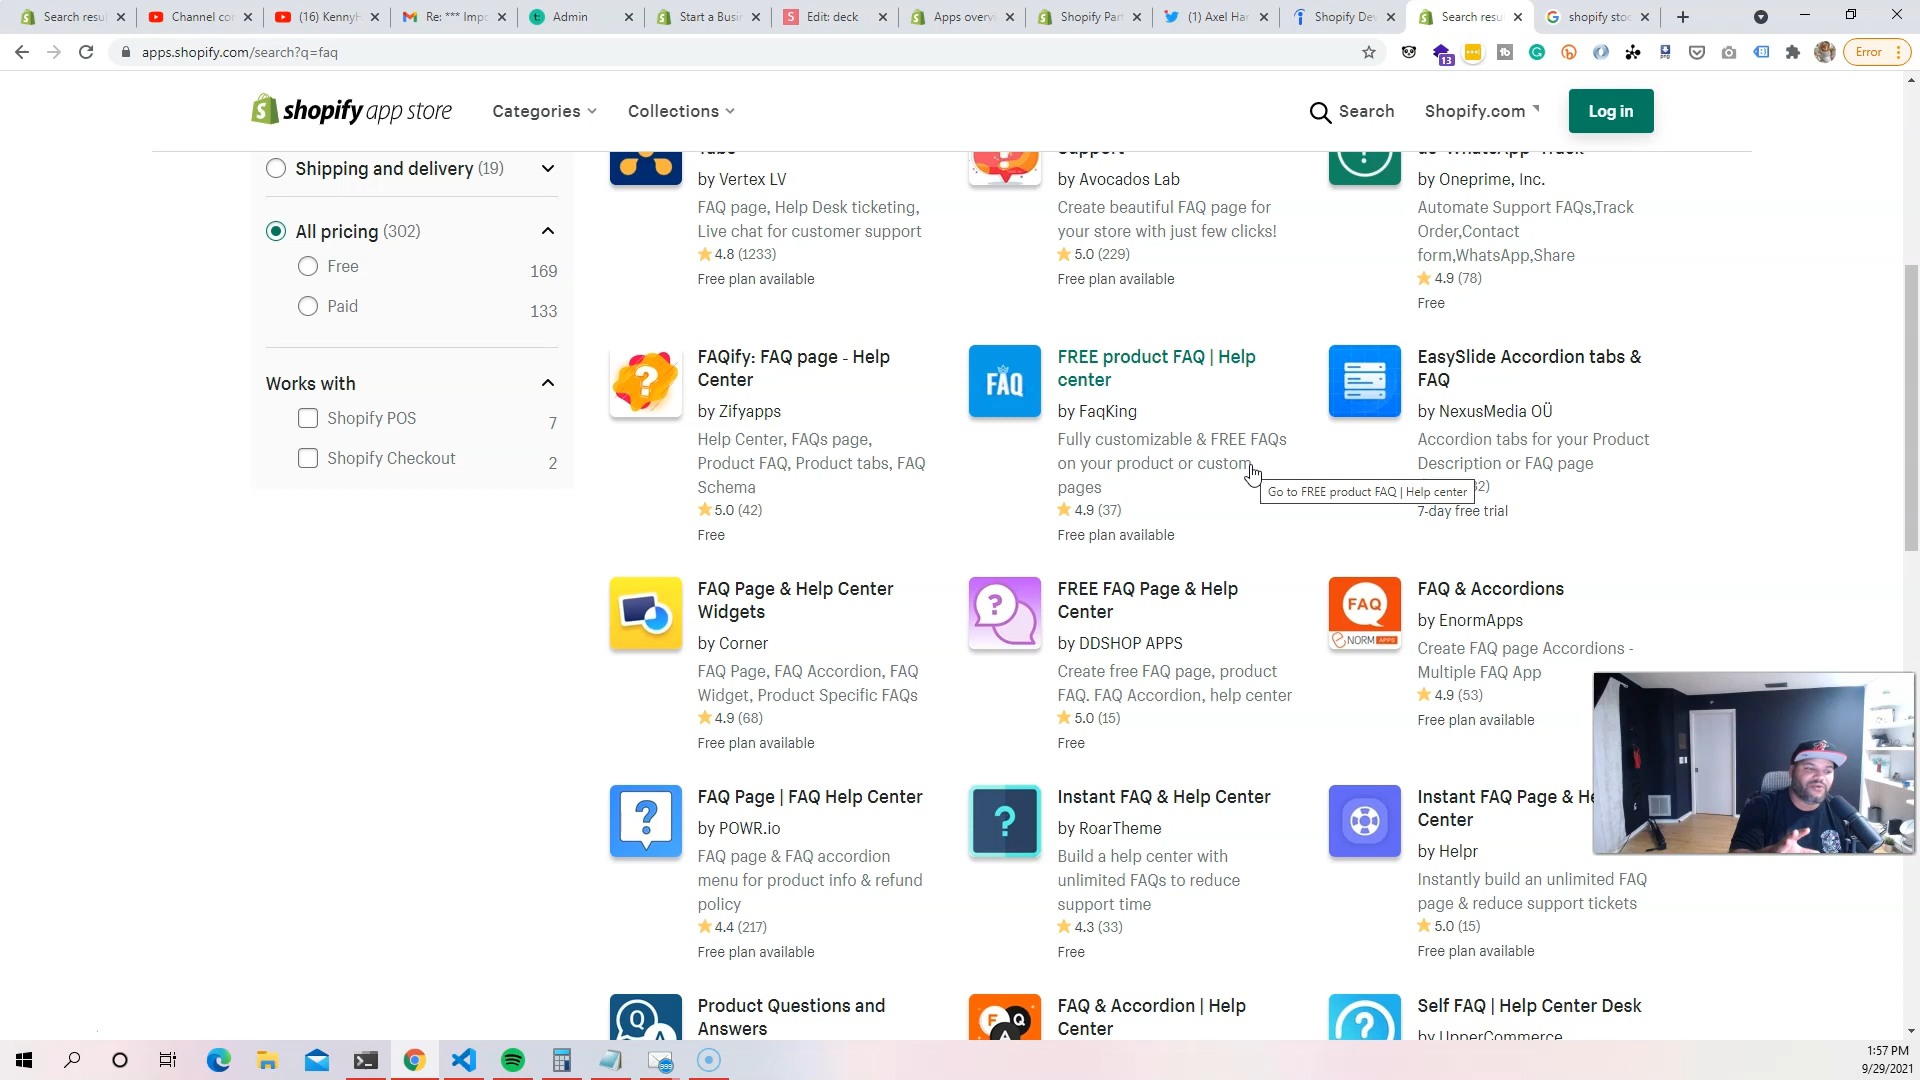 Search resul
Channel con
(16) KennyH
Re: *** Impo
Admin
Start a Busin
Edit: deck
Apps overvi
Shopify Part
(1) Axel Har
Shopify Dev
Search resul
shopify stoc
apps.shopify.com/search?q=faq
13
Error
shopify app store
Categories
Collections
Search
Shopify.com
Log in
Shipping and delivery (19)
All pricing (302)
Free 169
Paid 133
Works with
Shopify POS 7
Shopify Checkout 2
by Vertex LV
FAQ page, Help Desk ticketing,
Live chat for customer support
4.8 (1233)
Free plan available
by Avocados Lab
Create beautiful FAQ page for
your store with just few clicks!
5.0 (229)
Free plan available
by Oneprime, Inc.
Automate Support FAQs,Track
Order,Contact
form,WhatsApp,Share
4.9 (78)
Free
FAQify: FAQ page - Help
Center
by Zifyapps
Help Center, FAQs page,
Product FAQ, Product tabs, FAQ
Schema
5.0 (42)
Free
FAQ
FREE product FAQ | Help
center
by FaqKing
Fully customizable & FREE FAQs
on your product or custom
pages
4.9 (37)
Free plan available
Go to FREE product FAQ | Help center
EasySlide Accordion tabs &
FAQ
by NexusMedia OÜ
Accordion tabs for your Product
Description or FAQ page
7-day free trial
FAQ Page & Help Center
Widgets
by Corner
FAQ Page, FAQ Accordion, FAQ
Widget, Product Specific FAQs
4.9 (68)
Free plan available
FREE FAQ Page & Help
Center
by DDSHOP APPS
Create free FAQ page, product
FAQ. FAQ Accordion, help center
5.0 (15)
Free
FAQ
ENORM APPS
FAQ & Accordions
by EnormApps
Create FAQ page Accordions -
Multiple FAQ App
4.9 (53)
Free plan available
FAQ Page | FAQ Help Center
by POWR.io
FAQ page & FAQ accordion
menu for product info & refund
policy
4.4 (217)
Free plan available
Instant FAQ & Help Center
by RoarTheme
Build a help center with
unlimited FAQs to reduce
support time
4.3 (33)
Free
Instant FAQ Page & He
Center
by Helpr
Instantly build an unlimited FAQ
page & reduce support tickets
5.0 (15)
Free plan available
Product Questions and
Answers
FAQ & Accordion | Help
Center
Self FAQ | Help Center Desk
by UpperCommerce
1:57 PM
9/29/2021